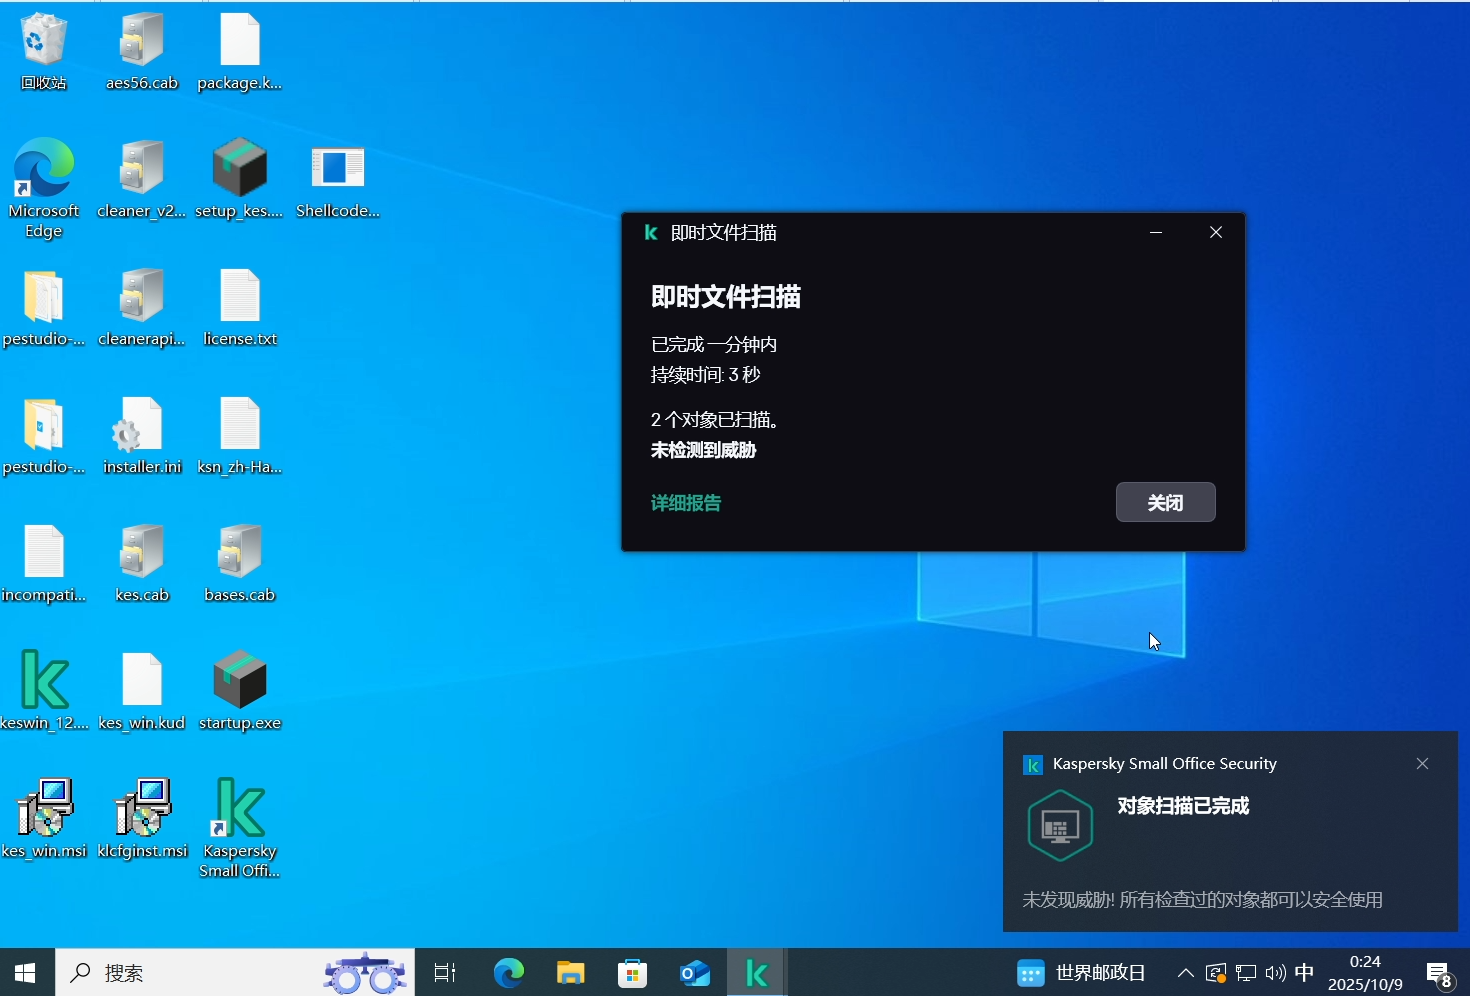 回收站
aes56.cab
package.k...
Microsoft
Edge
cleaner_v2...
setup_kes....
Shellcode...
pestudio-...
cleanerapi...
license.txt
pestudio-...
installer.ini
ksn_zh-Ha...
incompati...
kes.cab
bases.cab
keswin_12....
kes_win.kud
startup.exe
kes_win.msi
klcfginst.msi
Kaspersky
Small Offi...
即时文件扫描
即时文件扫描
已完成 一分钟内
持续时间: 3 秒
2 个对象已扫描。
未检测到威胁
详细报告
关闭
Kaspersky Small Office Security
对象扫描已完成
未发现威胁! 所有检查过的对象都可以安全使用
搜索
世界邮政日
中
0:24
2025/10/9
8